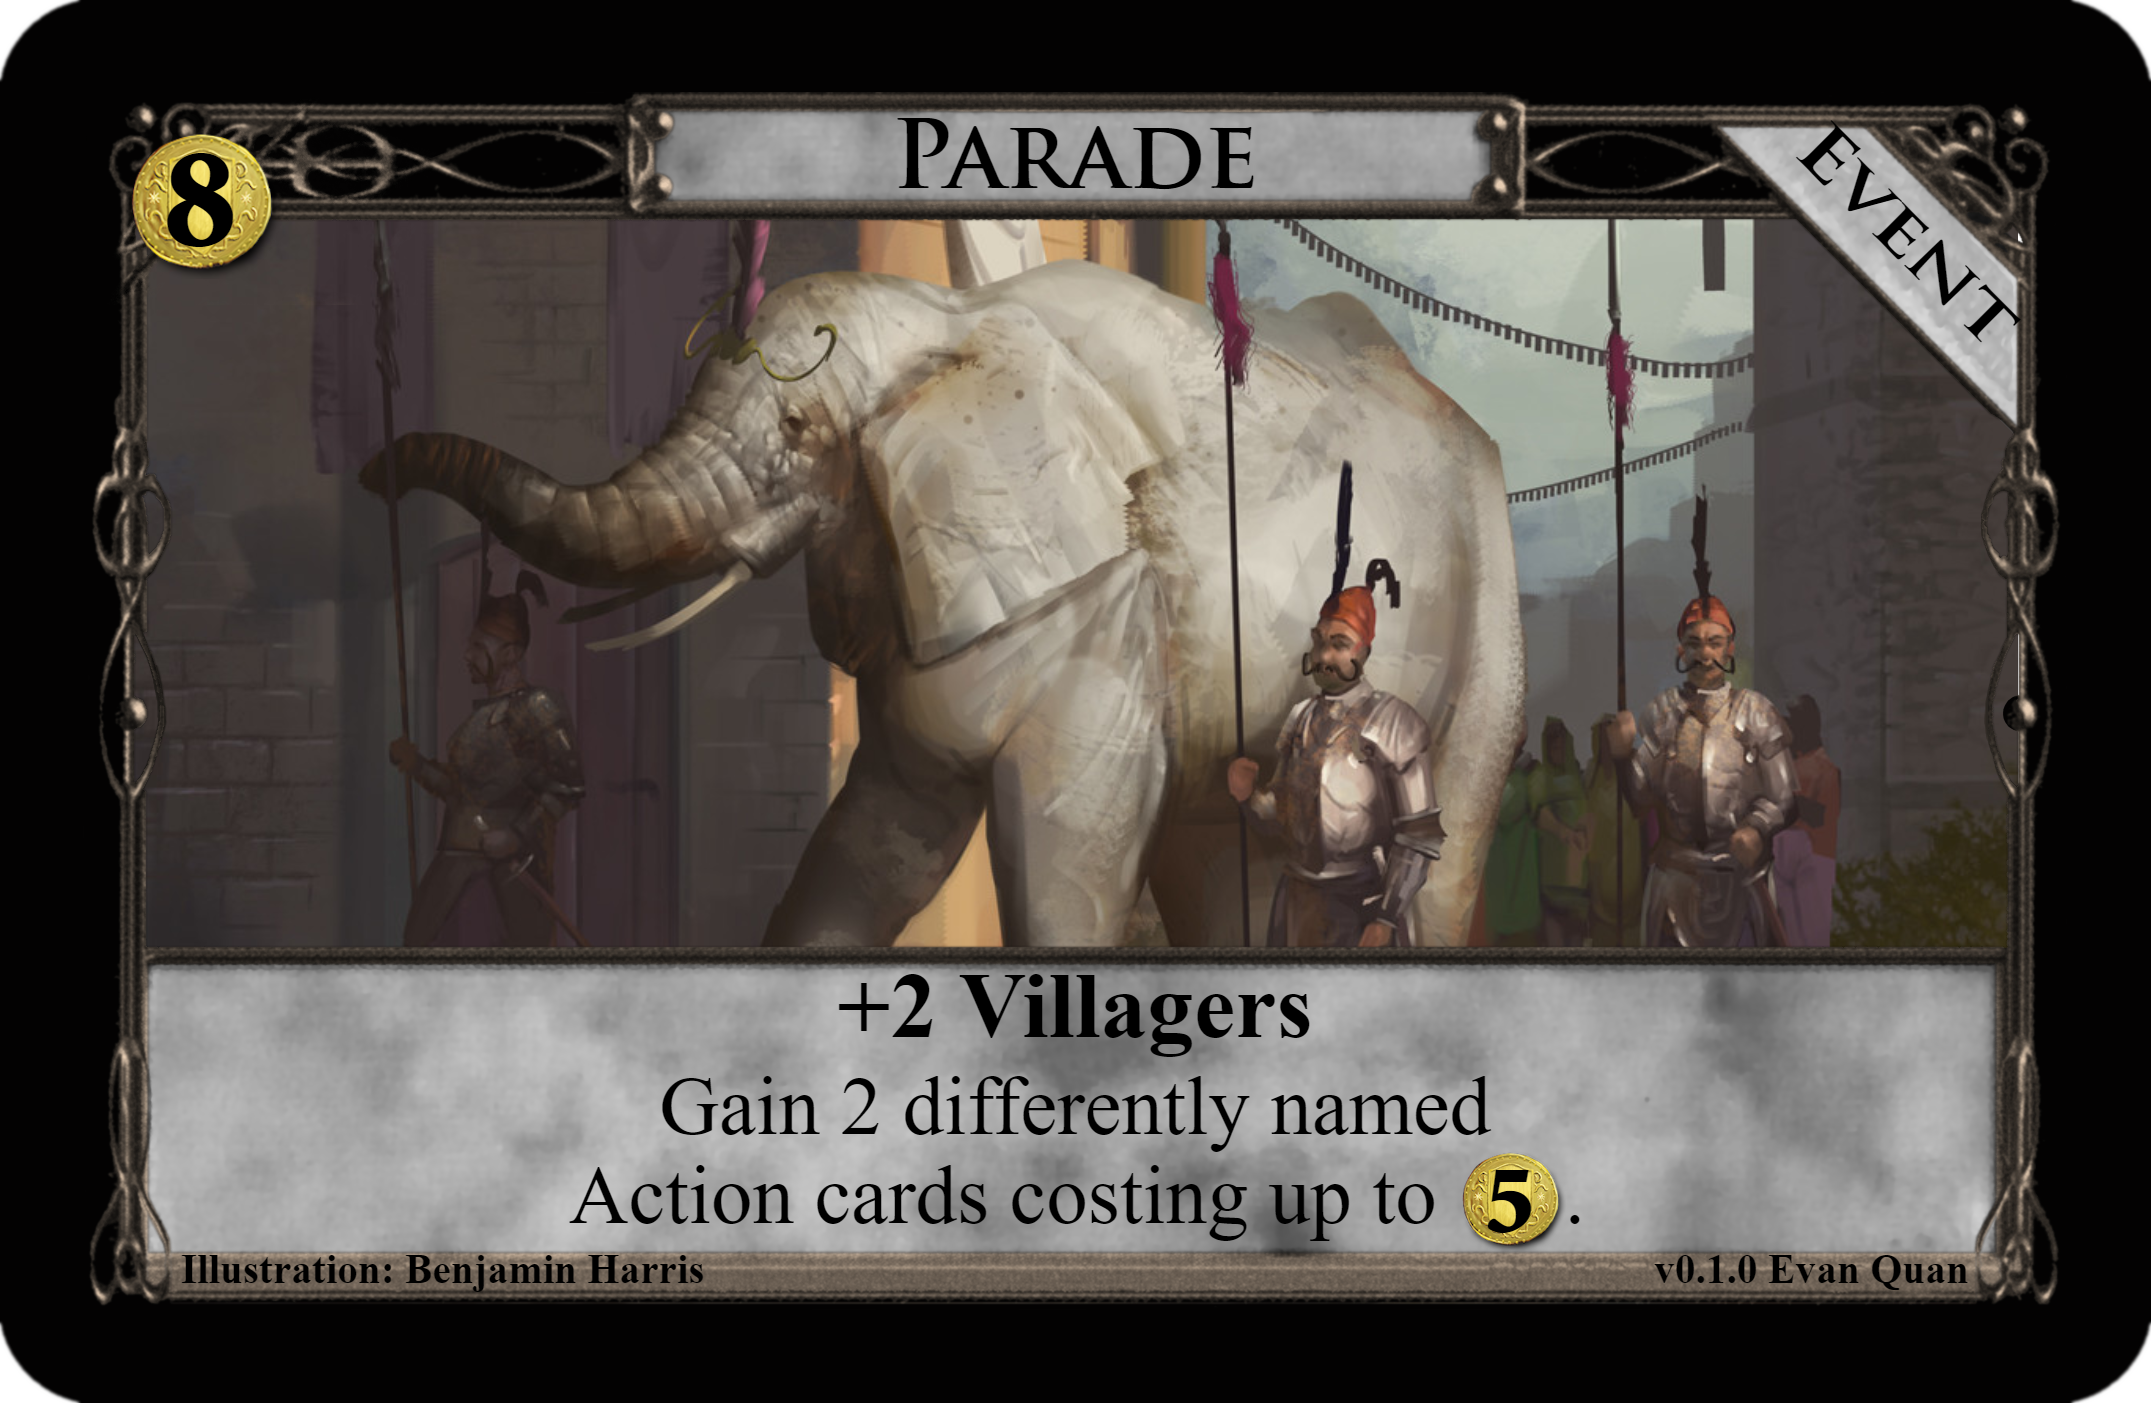 8
PARADE
EVENT
+2 Villagers
Gain 2 differently named
Action cards costing up to 5.
Illustration: Benjamin Harris
v0.1.0 Evan Quan